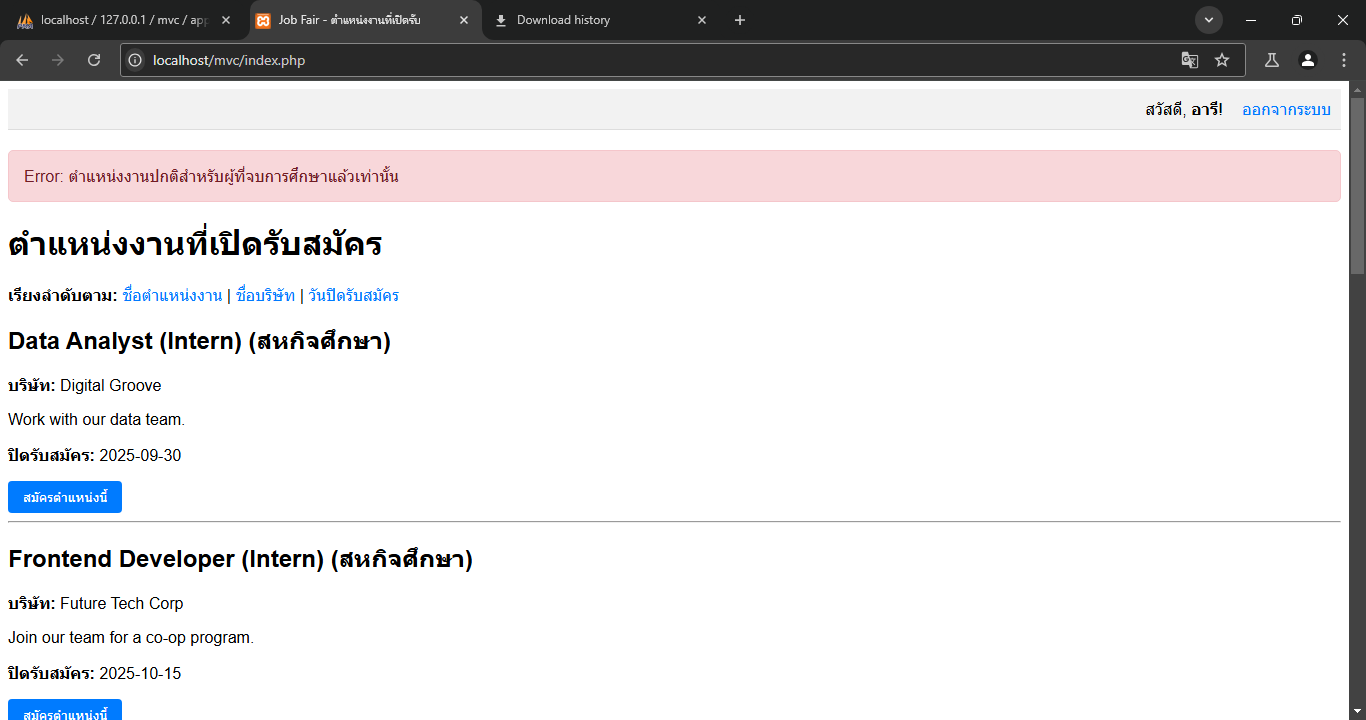 localhost / 127.0.0.1 / mvc / app
Job Fair - ตำแหน่งงานที่เปิดรับ
Download history
localhost/mvc/index.php
สวัสดี, อารี! ออกจากระบบ
Error: ตำแหน่งงานปกติสำหรับผู้ที่จบการศึกษาแล้วเท่านั้น
ตำแหน่งงานที่เปิดรับสมัคร
เรียงลำดับตาม: ชื่อตำแหน่งงาน | ชื่อบริษัท | วันปิดรับสมัคร
Data Analyst (Intern) (สหกิจศึกษา)
บริษัท: Digital Groove
Work with our data team.
ปิดรับสมัคร: 2025-09-30
สมัครตำแหน่งนี้
Frontend Developer (Intern) (สหกิจศึกษา)
บริษัท: Future Tech Corp
Join our team for a co-op program.
ปิดรับสมัคร: 2025-10-15
สมัครตำแหน่งนี้